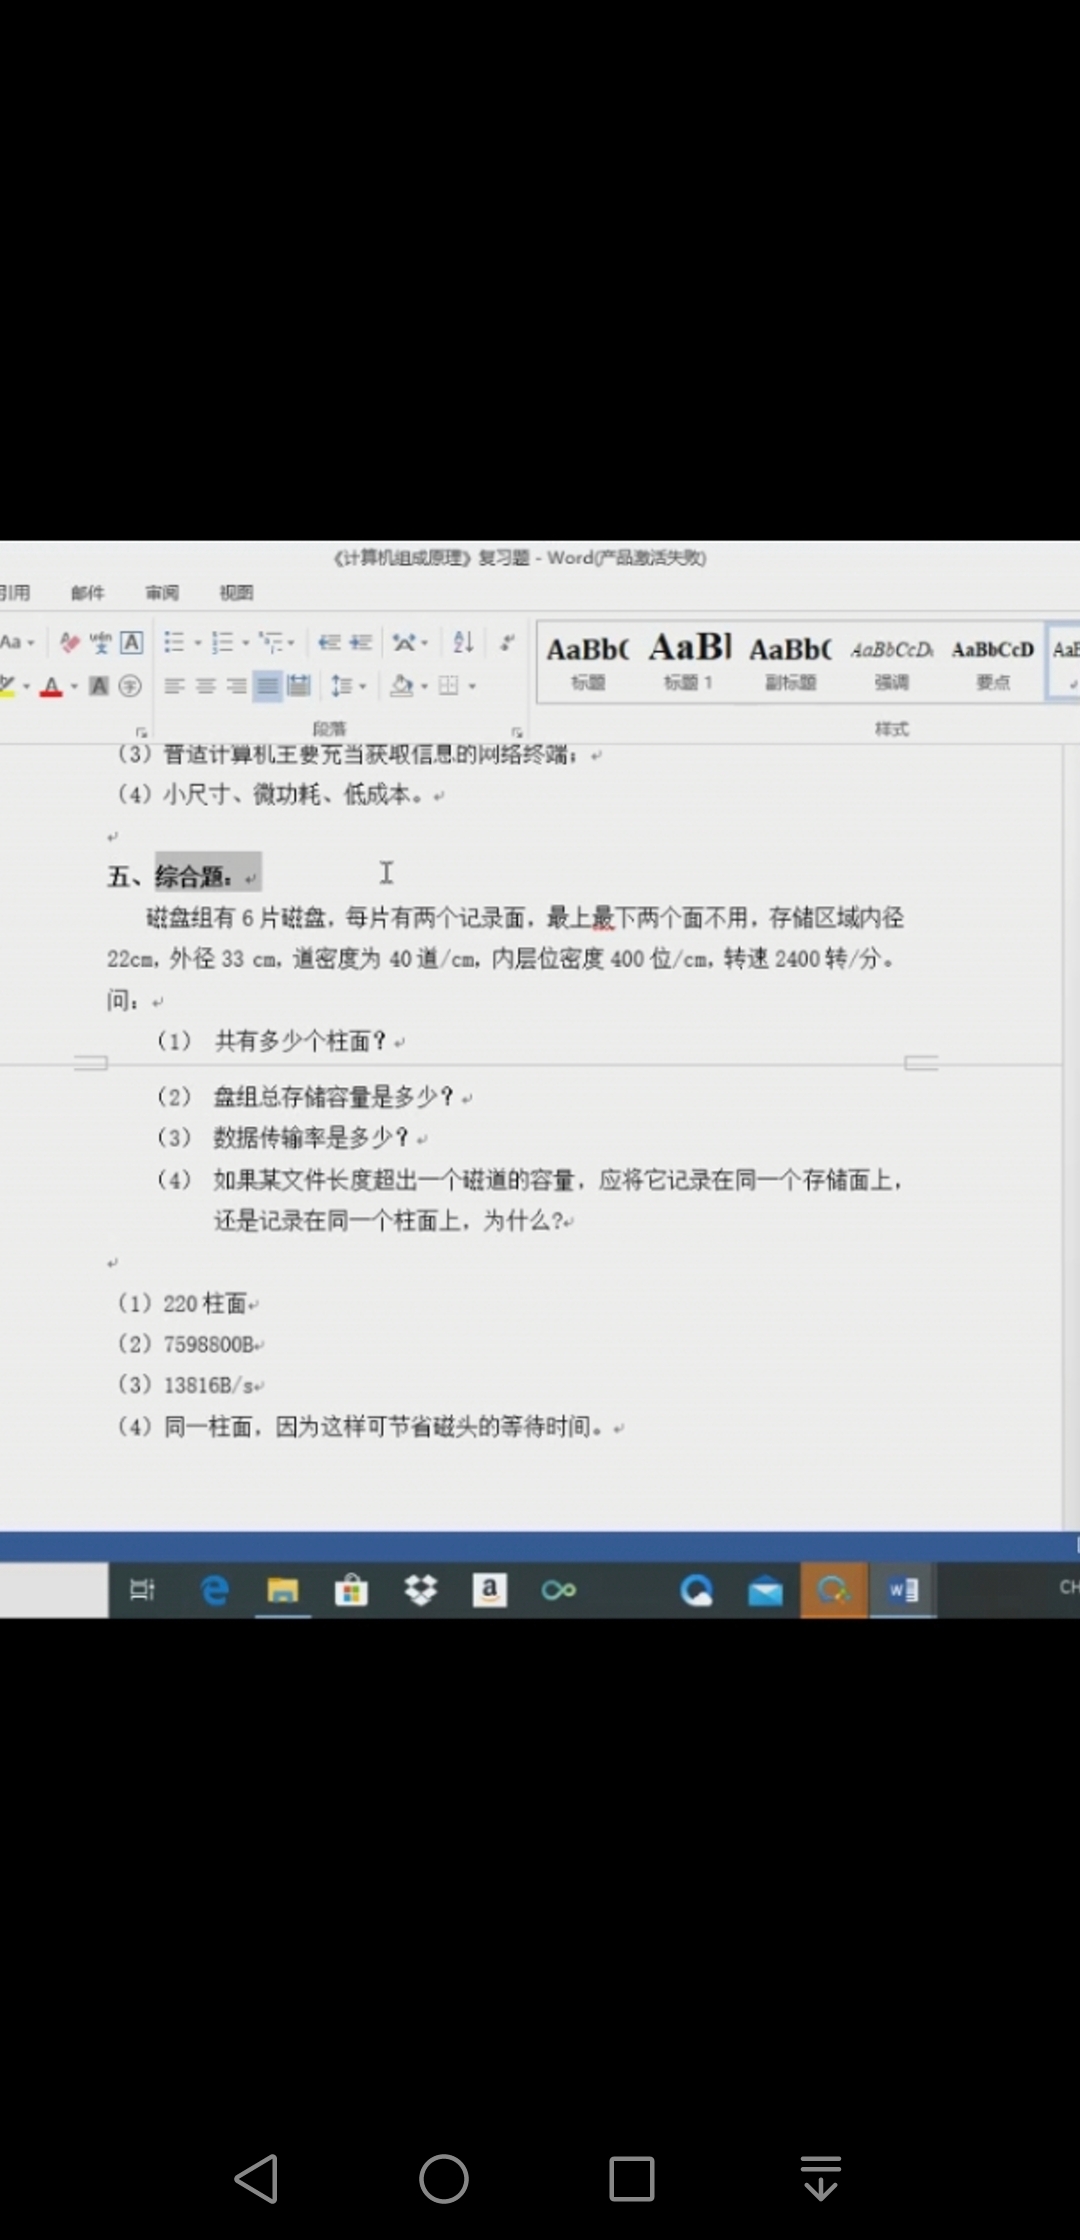 《计算机组成原理》复习题 - Word(产品激活失败)
引用 邮件 审阅 视图
Aa wén 文 A AaBbC AaBl AaBbC AaBbCcD AaBbCcD AaB
A A 字 标题 标题 1 副标题 强调 要点
段落 样式
(3) 普适计算机主要充当获取信息的网络终端;
(4) 小尺寸、微功耗、低成本。
五、综合题:
磁盘组有 6 片磁盘, 每片有两个记录面, 最上最下两个面不用, 存储区域内径
22cm, 外径 33 cm, 道密度为 40 道/cm, 内层位密度 400 位/cm, 转速 2400 转/分。
问:
(1) 共有多少个柱面?
(2) 盘组总存储容量是多少?
(3) 数据传输率是多少?
(4) 如果某文件长度超出一个磁道的容量, 应将它记录在同一个存储面上,
还是记录在同一个柱面上, 为什么?
(1) 220 柱面
(2) 7598800B
(3) 13816B/s
(4) 同一柱面, 因为这样可节省磁头的等待时间。
a W CH